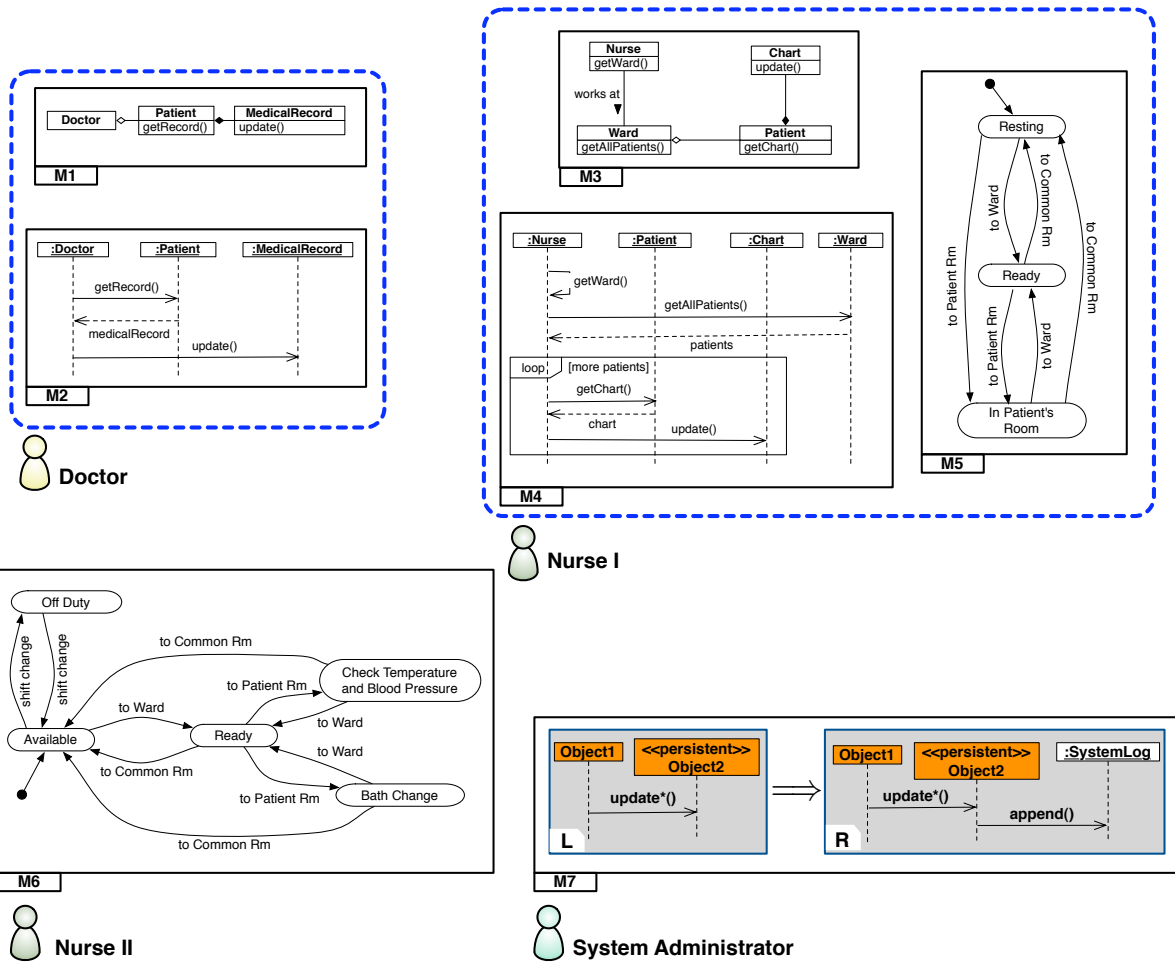 Doctor
Patient
getRecord()
MedicalRecord
update()
M1
:Doctor
:Patient
:MedicalRecord
getRecord()
medicalRecord
update()
M2
Doctor
Nurse
getWard()
Chart
update()
works at
Ward
getAllPatients()
Patient
getChart()
M3
:Nurse
:Patient
:Chart
:Ward
getWard()
getAllPatients()
patients
loop
[more patients]
getChart()
chart
update()
M4
Resting
to Ward
to Common Rm
to Patient Rm
to Common Rm
Ready
to Patient Rm
to Ward
In Patient's
Room
M5
Nurse I
Off Duty
shift change
shift change
to Common Rm
Check Temperature
and Blood Pressure
to Patient Rm
to Ward
to Ward
Available
Ready
to Ward
to Common Rm
to Patient Rm
Bath Change
to Common Rm
M6
Nurse II
Object1
<<persistent>>
Object2
update*()
L
Object1
<<persistent>>
Object2
:SystemLog
update*()
append()
R
M7
System Administrator